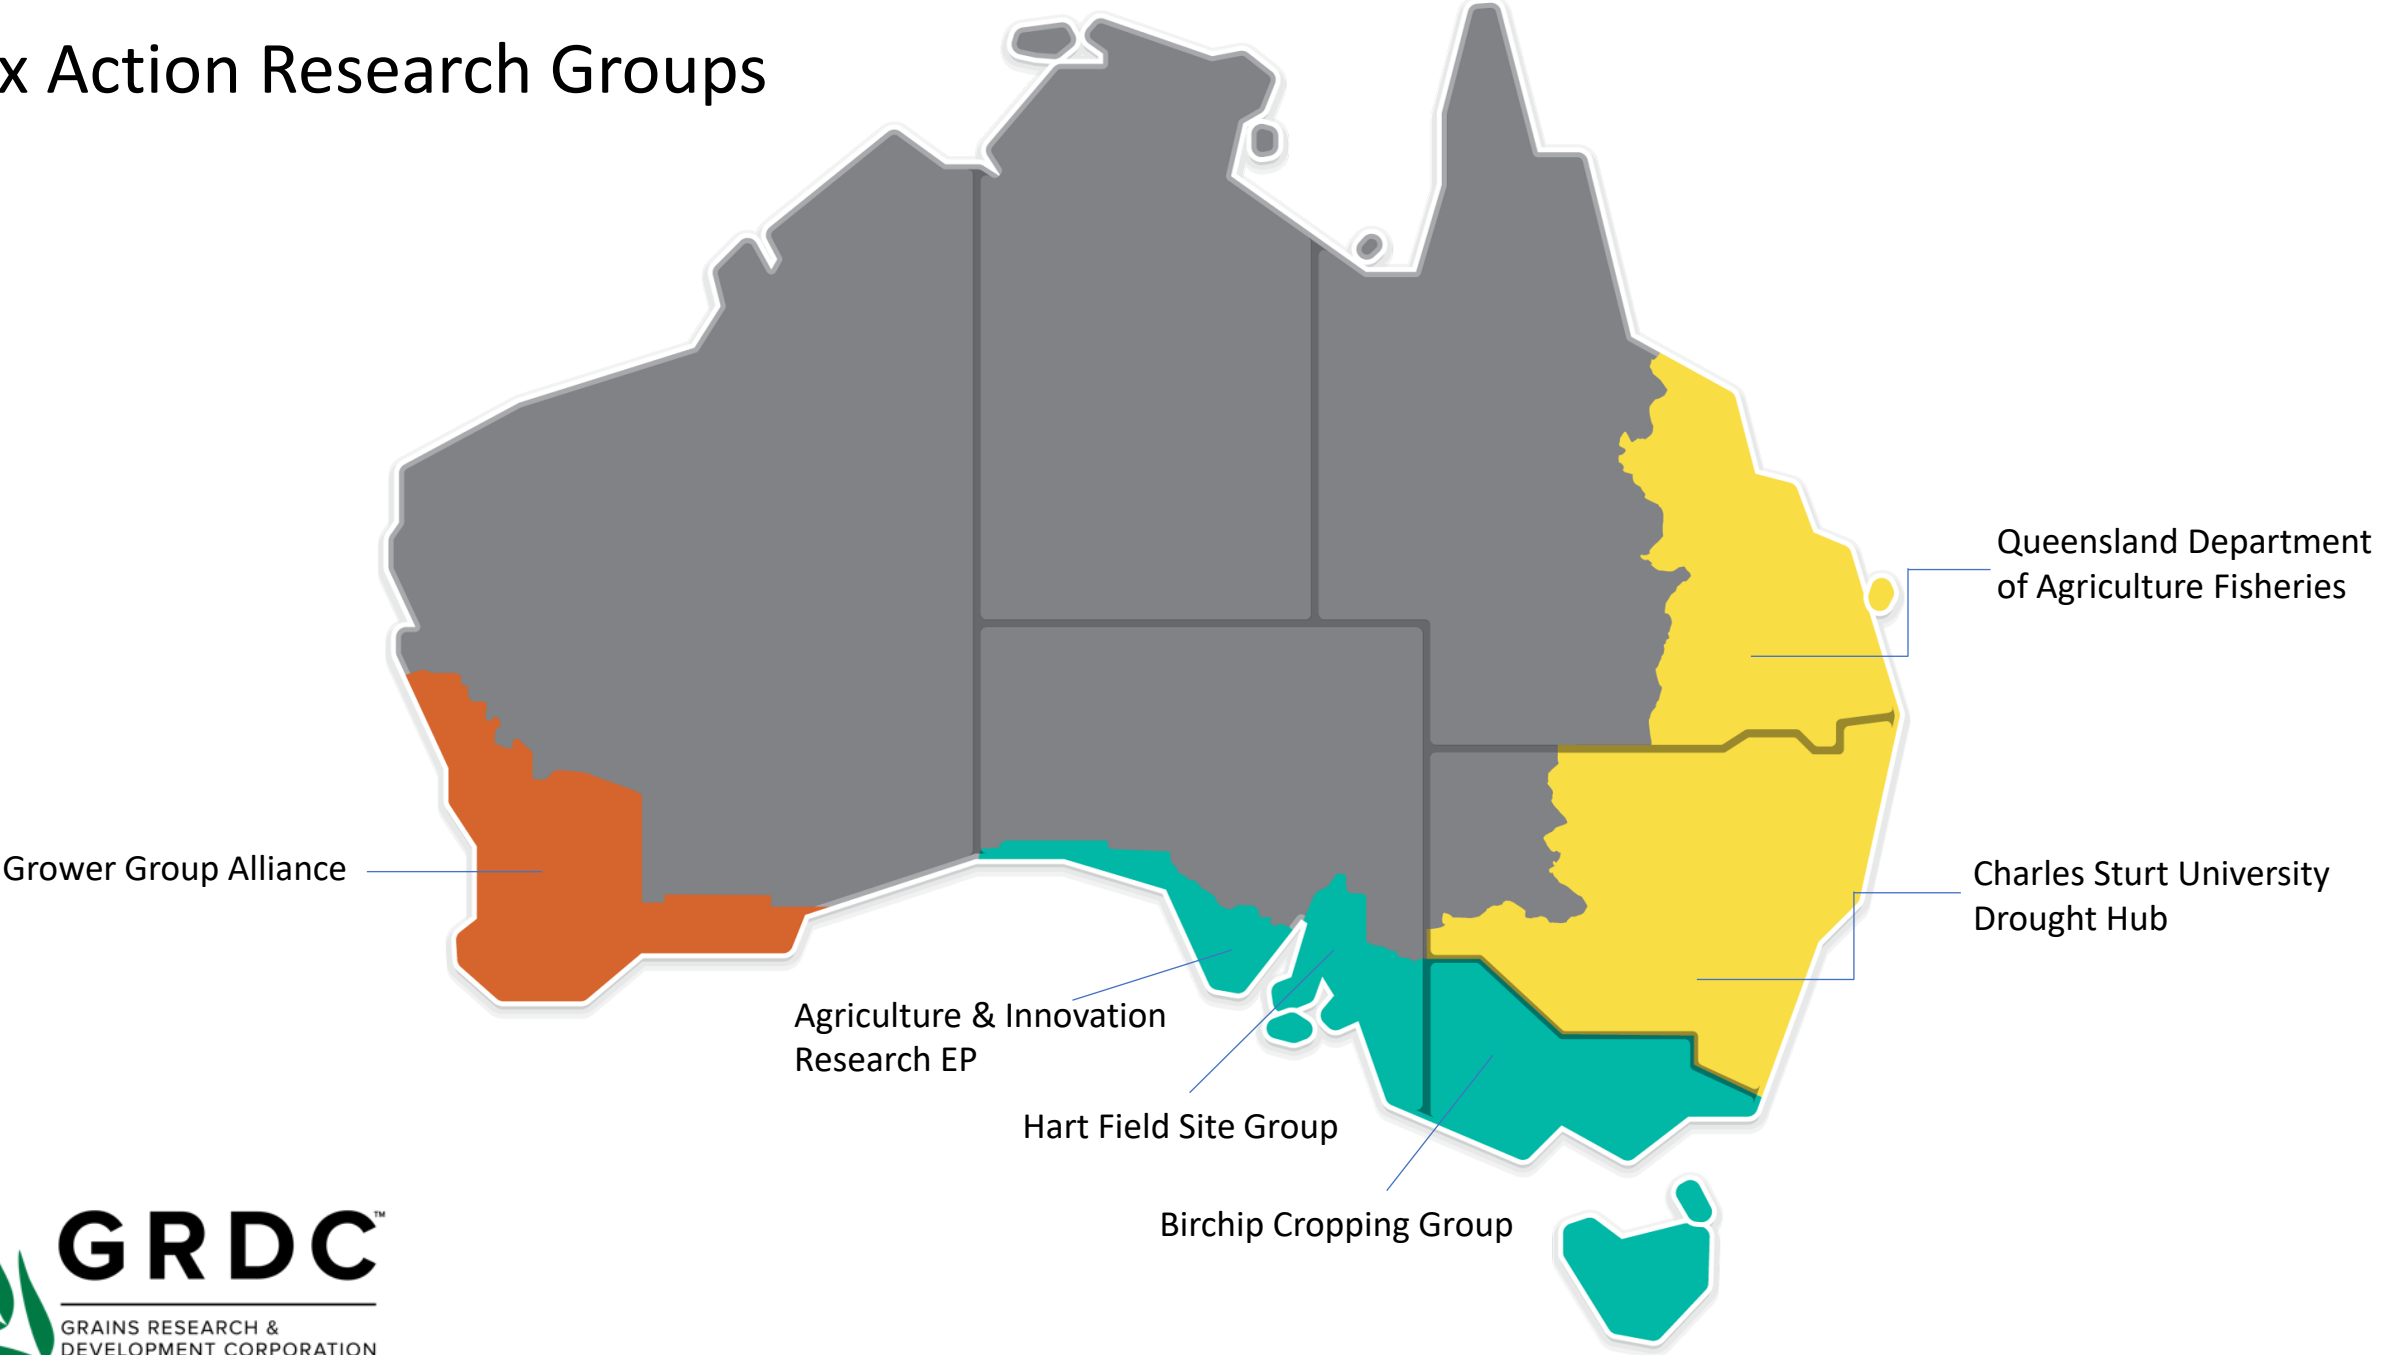 x Action Research Groups
Queensland Department
of Agriculture Fisheries
Grower Group Alliance
Charles Sturt University
Drought Hub
Agriculture & Innovation
Research EP
Hart Field Site Group
Birchip Cropping Group
GRDC™
GRAINS RESEARCH &
DEVELOPMENT CORPORATION